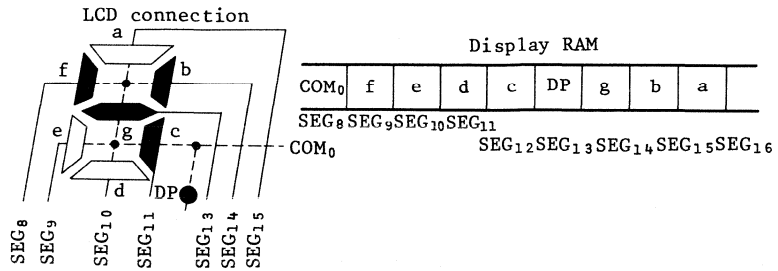 LCD connection
a
f
b
e
g
c
d
DP
COM₀
SEG₈
SEG₉
SEG₁₀
SEG₁₁
SEG₁₃
SEG₁₄
SEG₁₅
Display RAM
COM₀ f e d c DP g b a
SEG₈ SEG₉ SEG₁₀ SEG₁₁
SEG₁₂ SEG₁₃ SEG₁₄ SEG₁₅ SEG₁₆